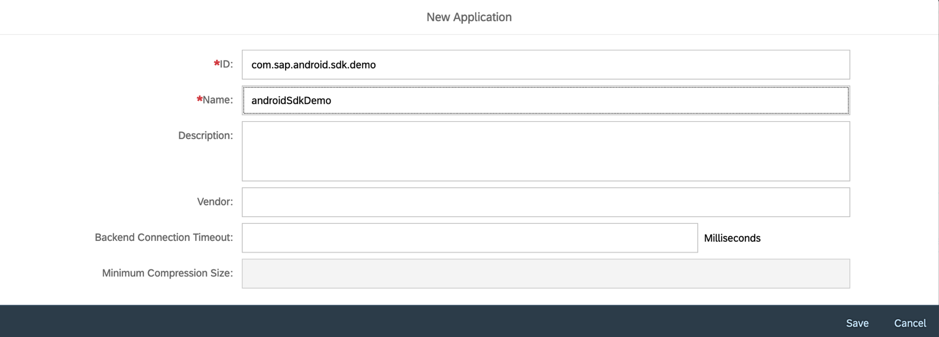 New Application
*ID: com.sap.android.sdk.demo
*Name: androidSdkDemo
Description:
Vendor:
Backend Connection Timeout: Milliseconds
Minimum Compression Size:
Save Cancel